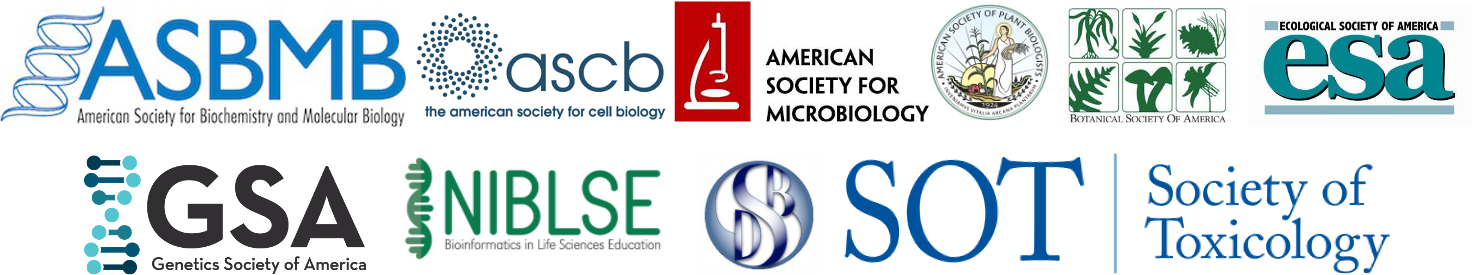 ASBMB
American Society for Biochemistry and Molecular Biology
ascb
the american society for cell biology
AMERICAN
SOCIETY FOR
MICROBIOLOGY
AMERICAN SOCIETY OF PLANT BIOLOGISTS
1924
BOTANICAL SOCIETY OF AMERICA
ECOLOGICAL SOCIETY OF AMERICA
esa
GSA
Genetics Society of America
NIBLSE
Bioinformatics in Life Sciences Education
SDB
SOT
Society of
Toxicology